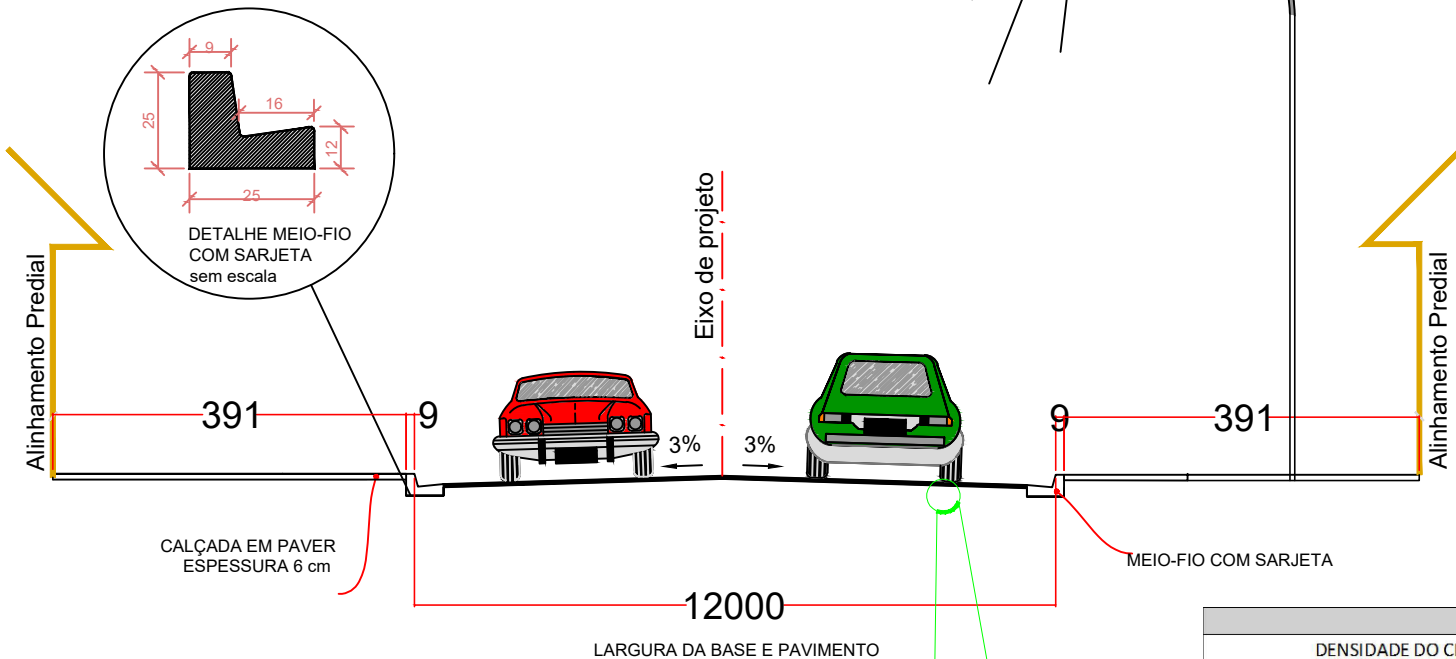 9
25
16
12
25
DETALHE MEIO-FIO
COM SARJETA
sem escala
Alinhamento Predial
Eixo de projeto
Alinhamento Predial
391
9
3%
3%
9
391
CALÇADA EM PAVER
ESPESSURA 6 cm
MEIO-FIO COM SARJETA
12000
LARGURA DA BASE E PAVIMENTO
DENSIDADE DO